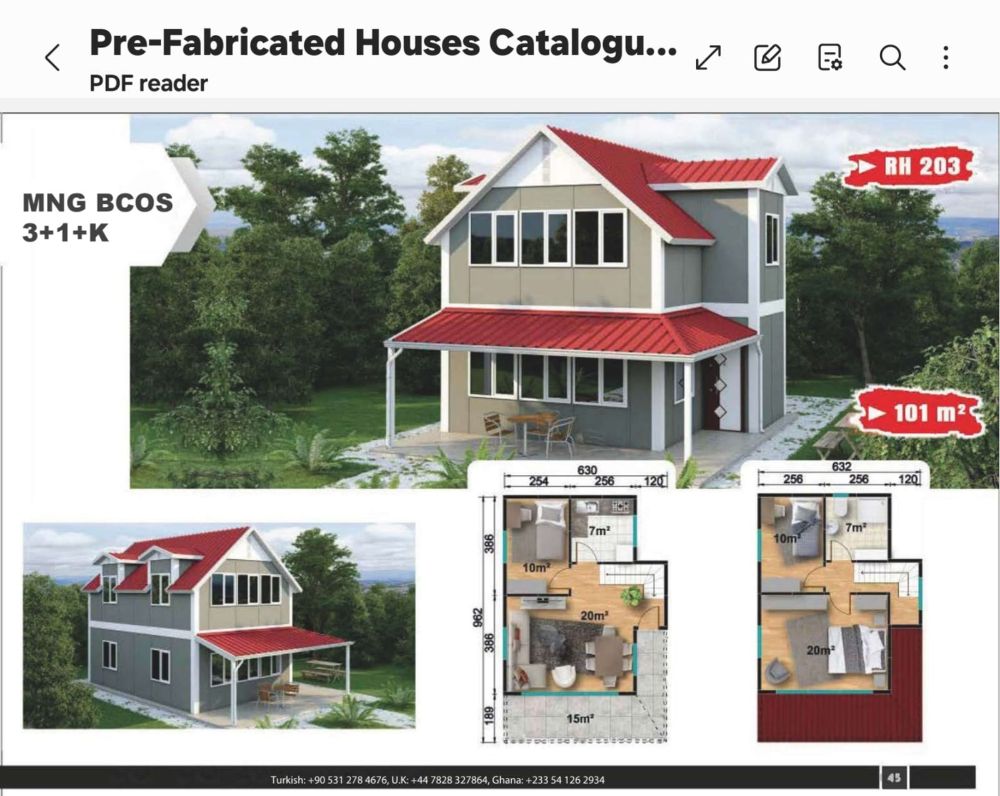 Pre-Fabricated Houses Catalogu...
PDF reader
MNG BCOS
3+1+K
RH 203
101 m²
630
254 256 120
386
962
386
189
7m²
10m²
20m²
15m²
632
256 256 120
10m²
7m²
20m²
Turkish: +90 531 278 4676, U.K: +44 7828 327864, Ghana: +233 54 126 2934
45